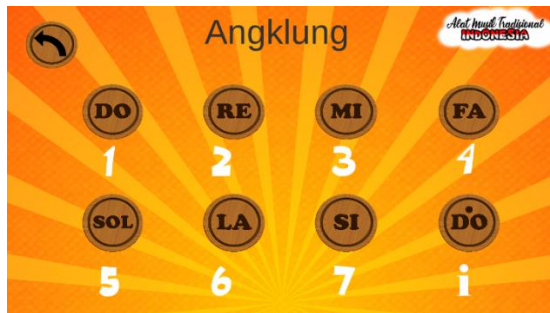 Angklung
Alat Musik Tradisional
INDONESIA
DO RE MI FA
1 2 3 4
SOL LA SI DȮ
5 6 7 i